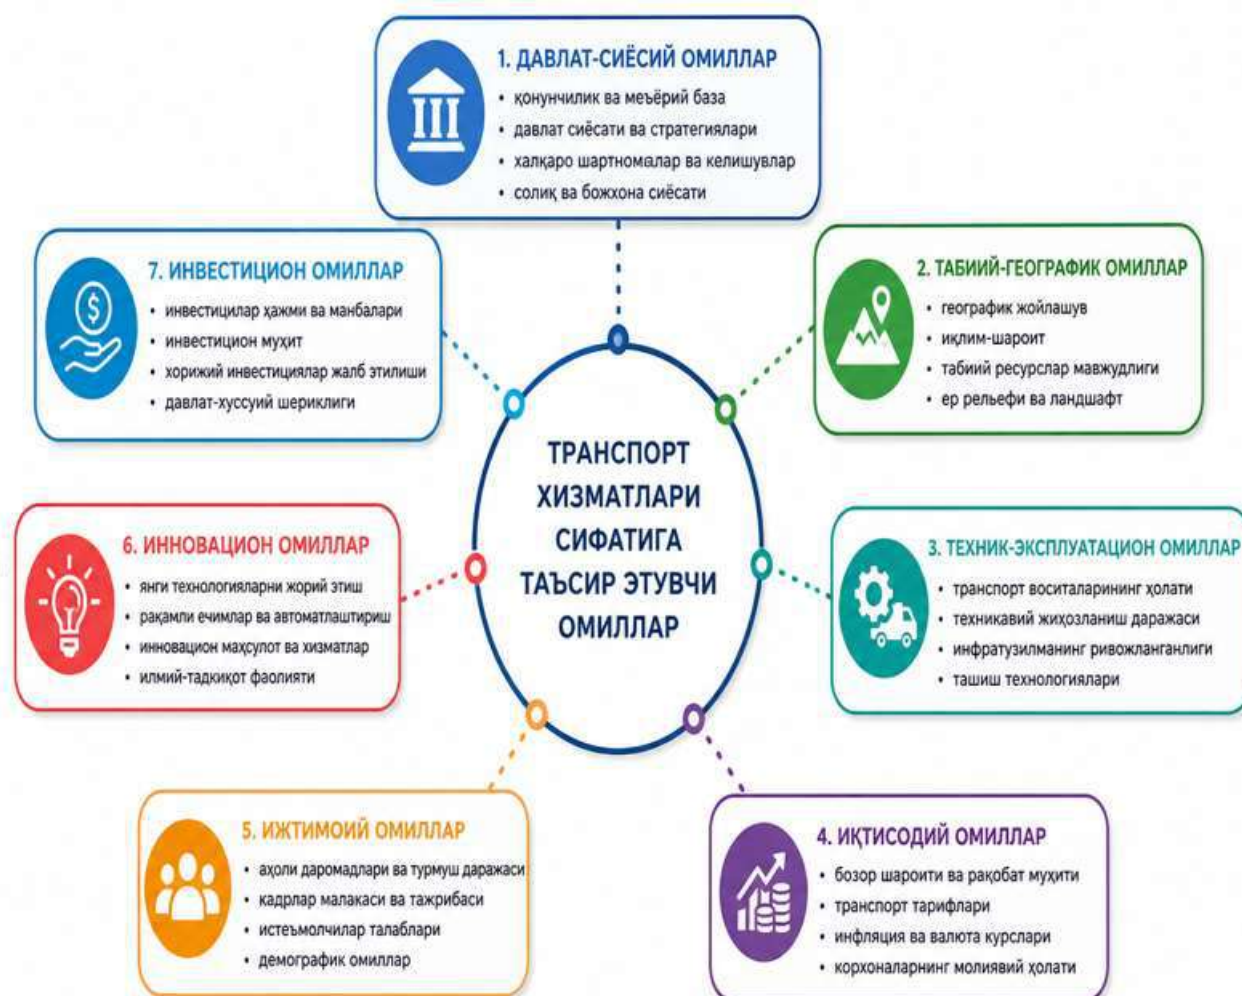 1. ДАВЛАТ-СИЁСИЙ ОМИЛЛАР
• қонунчилик ва меъёрий база
• давлат сиёсати ва стратегиялари
• халқаро шартномалар ва келишувлар
• солиқ ва божхона сиёсати
2. ТАБИИЙ-ГЕОГРАФИК ОМИЛЛАР
• географик жойлашув
• иқлим-шароит
• табиий ресурслар мавжудлиги
• ер рельефи ва ландшафт
3. ТЕХНИК-ЭКСПЛУАТАЦИОН ОМИЛЛАР
• транспорт воситаларининг ҳолати
• техникавий жиҳозланиш даражаси
• инфратузилманинг ривожланганлиги
• ташиш технологиялари
4. ИҚТИСОДИЙ ОМИЛЛАР
• бозор шароити ва рақобат муҳити
• транспорт тарифлари
• инфляция ва валюта курслари
• корхоналарнинг молиявий ҳолати
5. ИЖТИМОИЙ ОМИЛЛАР
• аҳоли даромадлари ва турмуш даражаси
• кадрлар малакаси ва тажрибаси
• истеъмолчилар талаблари
• демографик омиллар
6. ИННОВАЦИОН ОМИЛЛАР
• янги технологияларни жорий этиш
• рақамли ечимлар ва автоматлаштириш
• инновацион маҳсулот ва хизматлар
• илмий-тадкиқот фаолияти
7. ИНВЕСТИЦИОН ОМИЛЛАР
• инвестицилар ҳажми ва манбалари
• инвестицион муҳит
• хорижий инвестициялар жалб этилиши
• давлат-хуссуий шериклиги
ТРАНСПОРТ
ХИЗМАТЛАРИ
СИФАТИГА
ТАЪСИР ЭТУВЧИ
ОМИЛЛАР